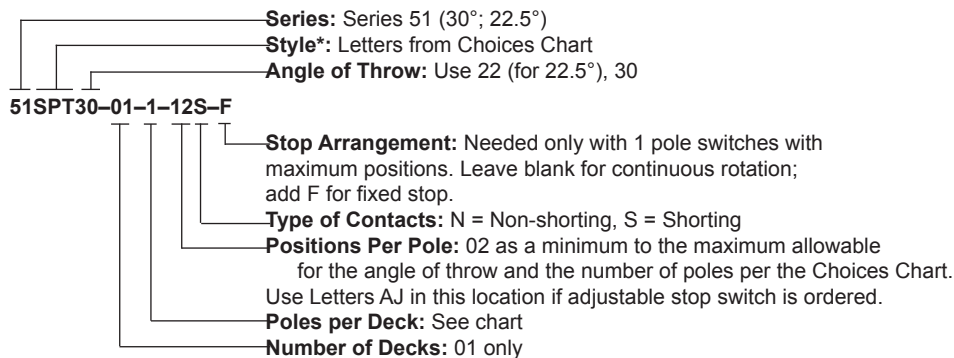 Series: Series 51 (30°; 22.5°)
Style*: Letters from Choices Chart
Angle of Throw: Use 22 (for 22.5°), 30
51SPT30–01–1–12S–F
Stop Arrangement: Needed only with 1 pole switches with
maximum positions. Leave blank for continuous rotation;
add F for fixed stop.
Type of Contacts: N = Non-shorting, S = Shorting
Positions Per Pole: 02 as a minimum to the maximum allowable
for the angle of throw and the number of poles per the Choices Chart.
Use Letters AJ in this location if adjustable stop switch is ordered.
Poles per Deck: See chart
Number of Decks: 01 only